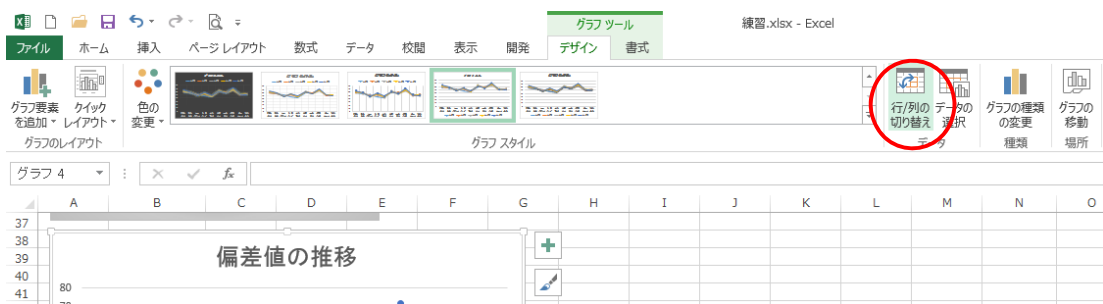 グラフ ツール
練習.xlsx - Excel
ファイル ホーム 挿入 ページ レイアウト 数式 データ 校閲 表示 開発 デザイン 書式
グラフ要素 クイック 色の 行/列の データの グラフの種類 グラフの
を追加 レイアウト 変更 切り替え 選択 の変更 移動
グラフのレイアウト グラフ スタイル データ 種類 場所
グラフ 4 fx
A B C D E F G H I J K L M N O
37
38
39
40
41
偏差値の推移
80
70